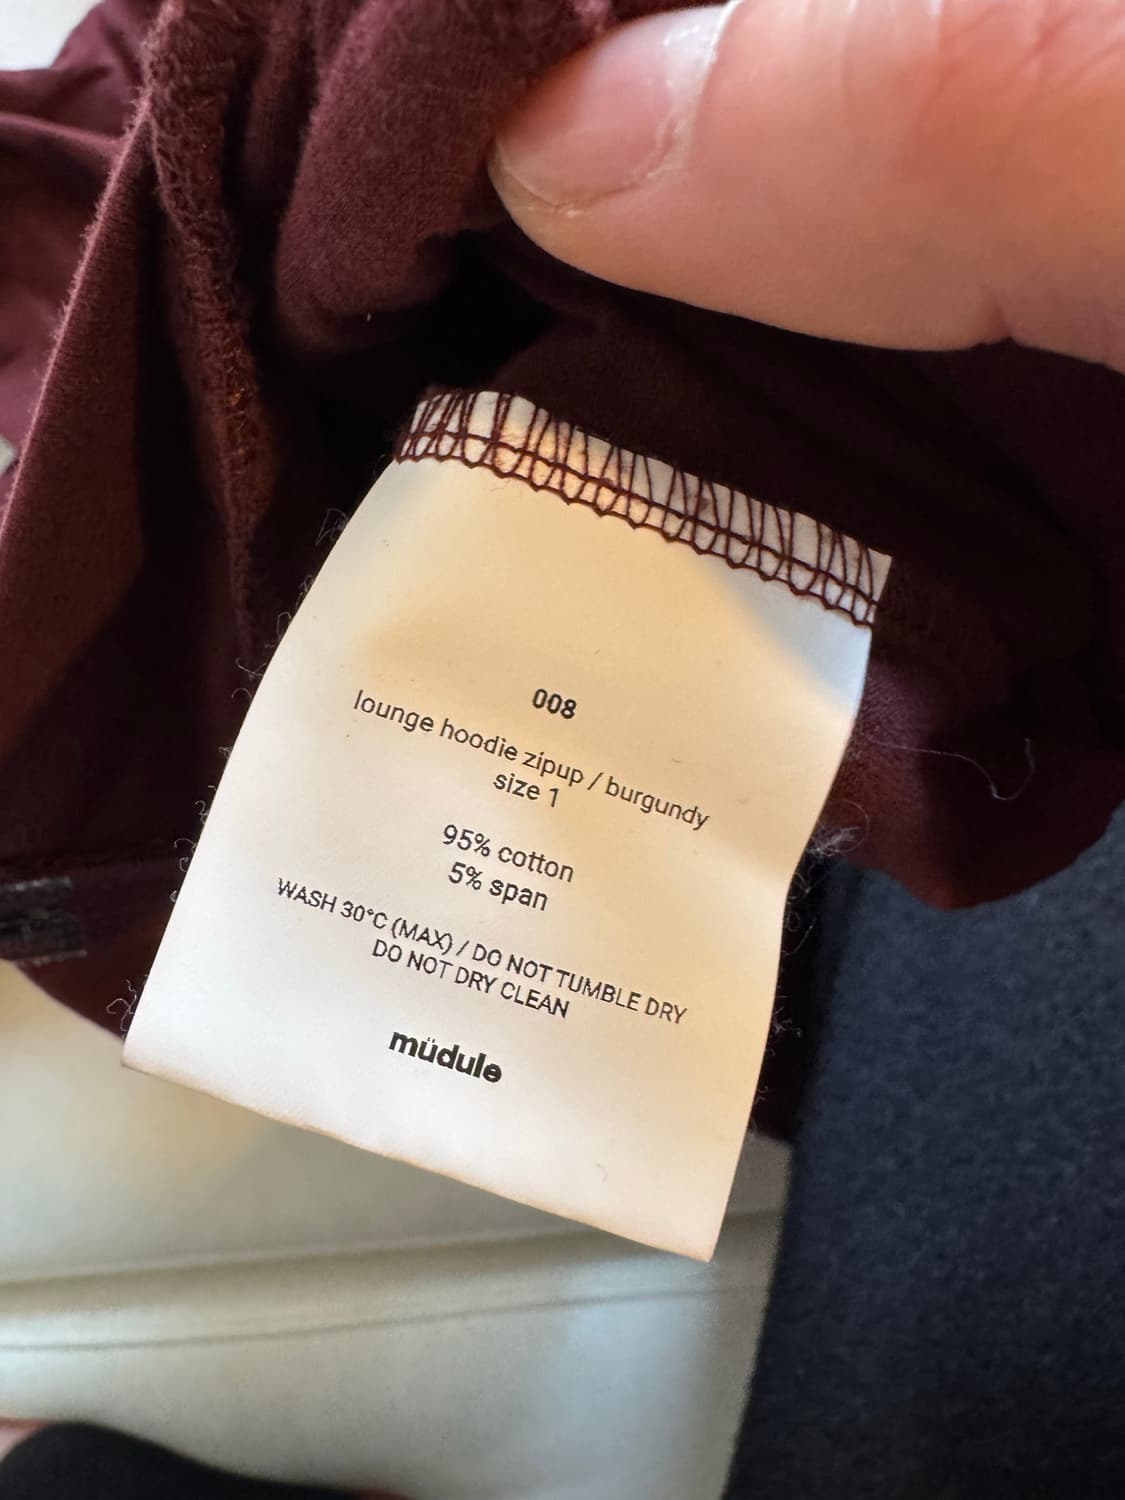 008
lounge hoodie zipup / burgundy
size 1
95% cotton
5% span
WASH 30°C (MAX) / DO NOT TUMBLE DRY
DO NOT DRY CLEAN
müdule